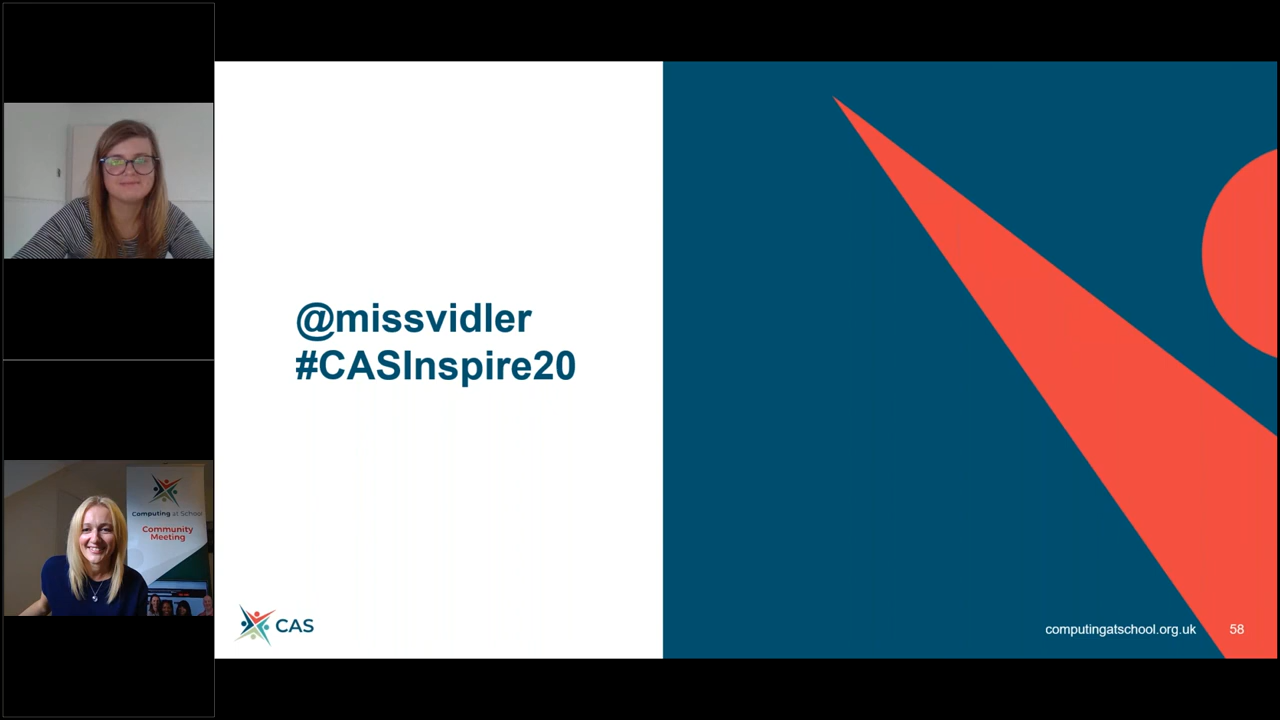 @missvidler
#CASInspire20
Computing at School
Community
Meeting
CAS
computingatschool.org.uk
58